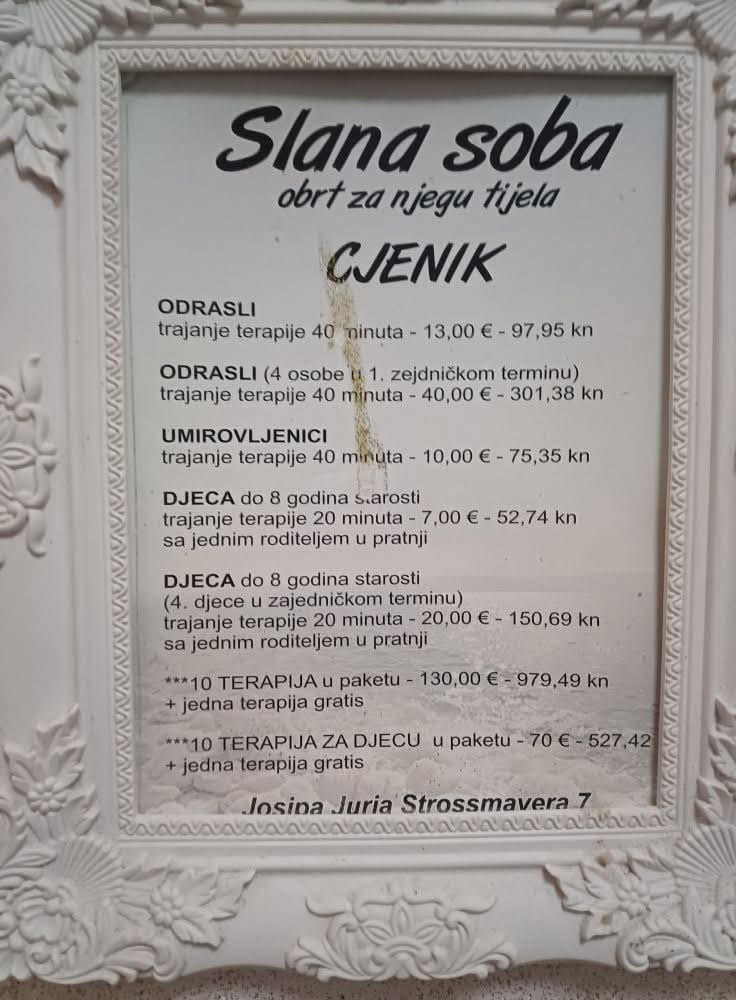 Slana soba
obrt za njegu tijela
CJENIK
ODRASLI
trajanje terapije 40 minuta - 13,00 € - 97,95 kn
ODRASLI (4 osobe u 1. zejdničkom terminu)
trajanje terapije 40 minuta - 40,00 € - 301,38 kn
UMIROVLJENICI
trajanje terapije 40 minuta - 10,00 € - 75,35 kn
DJECA do 8 godina starosti
trajanje terapije 20 minuta - 7,00 € - 52,74 kn
sa jednim roditeljem u pratnji
DJECA do 8 godina starosti
(4. djece u zajedničkom terminu)
trajanje terapije 20 minuta - 20,00 € - 150,69 kn
sa jednim roditeljem u pratnji
***10 TERAPIJA u paketu - 130,00 € - 979,49 kn
+ jedna terapija gratis
***10 TERAPIJA ZA DJECU u paketu - 70 € - 527,42
+ jedna terapija gratis
Josipa Jurja Strossmayera 7